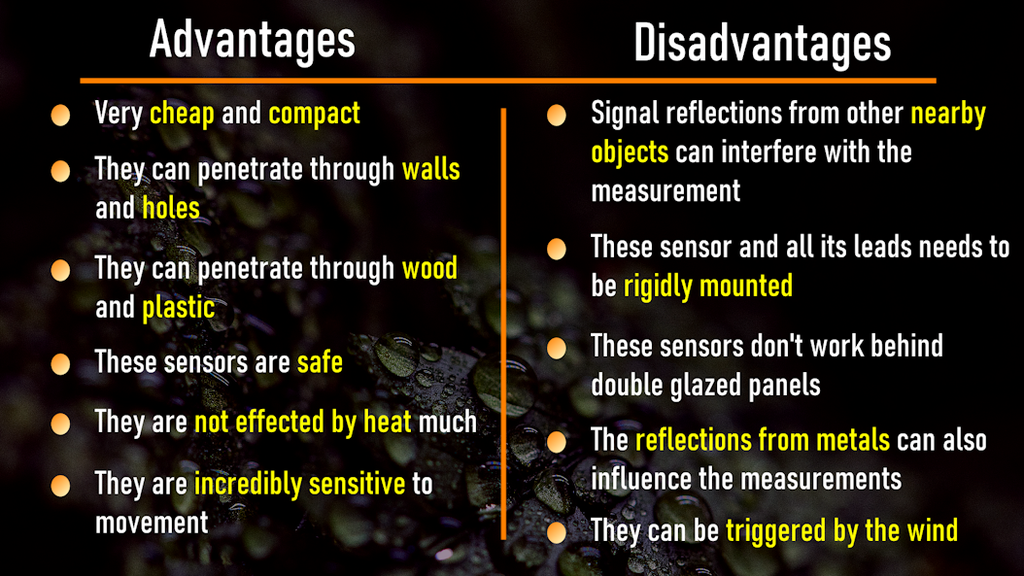 Advantages
Very cheap and compact
They can penetrate through walls
and holes
They can penetrate through wood
and plastic
These sensors are safe
They are not effected by heat much
They are incredibly sensitive to
movement
Disadvantages
Signal reflections from other nearby
objects can interfere with the
measurement
These sensor and all its leads needs to
be rigidly mounted
These sensors don't work behind
double glazed panels
The reflections from metals can also
influence the measurements
They can be triggered by the wind